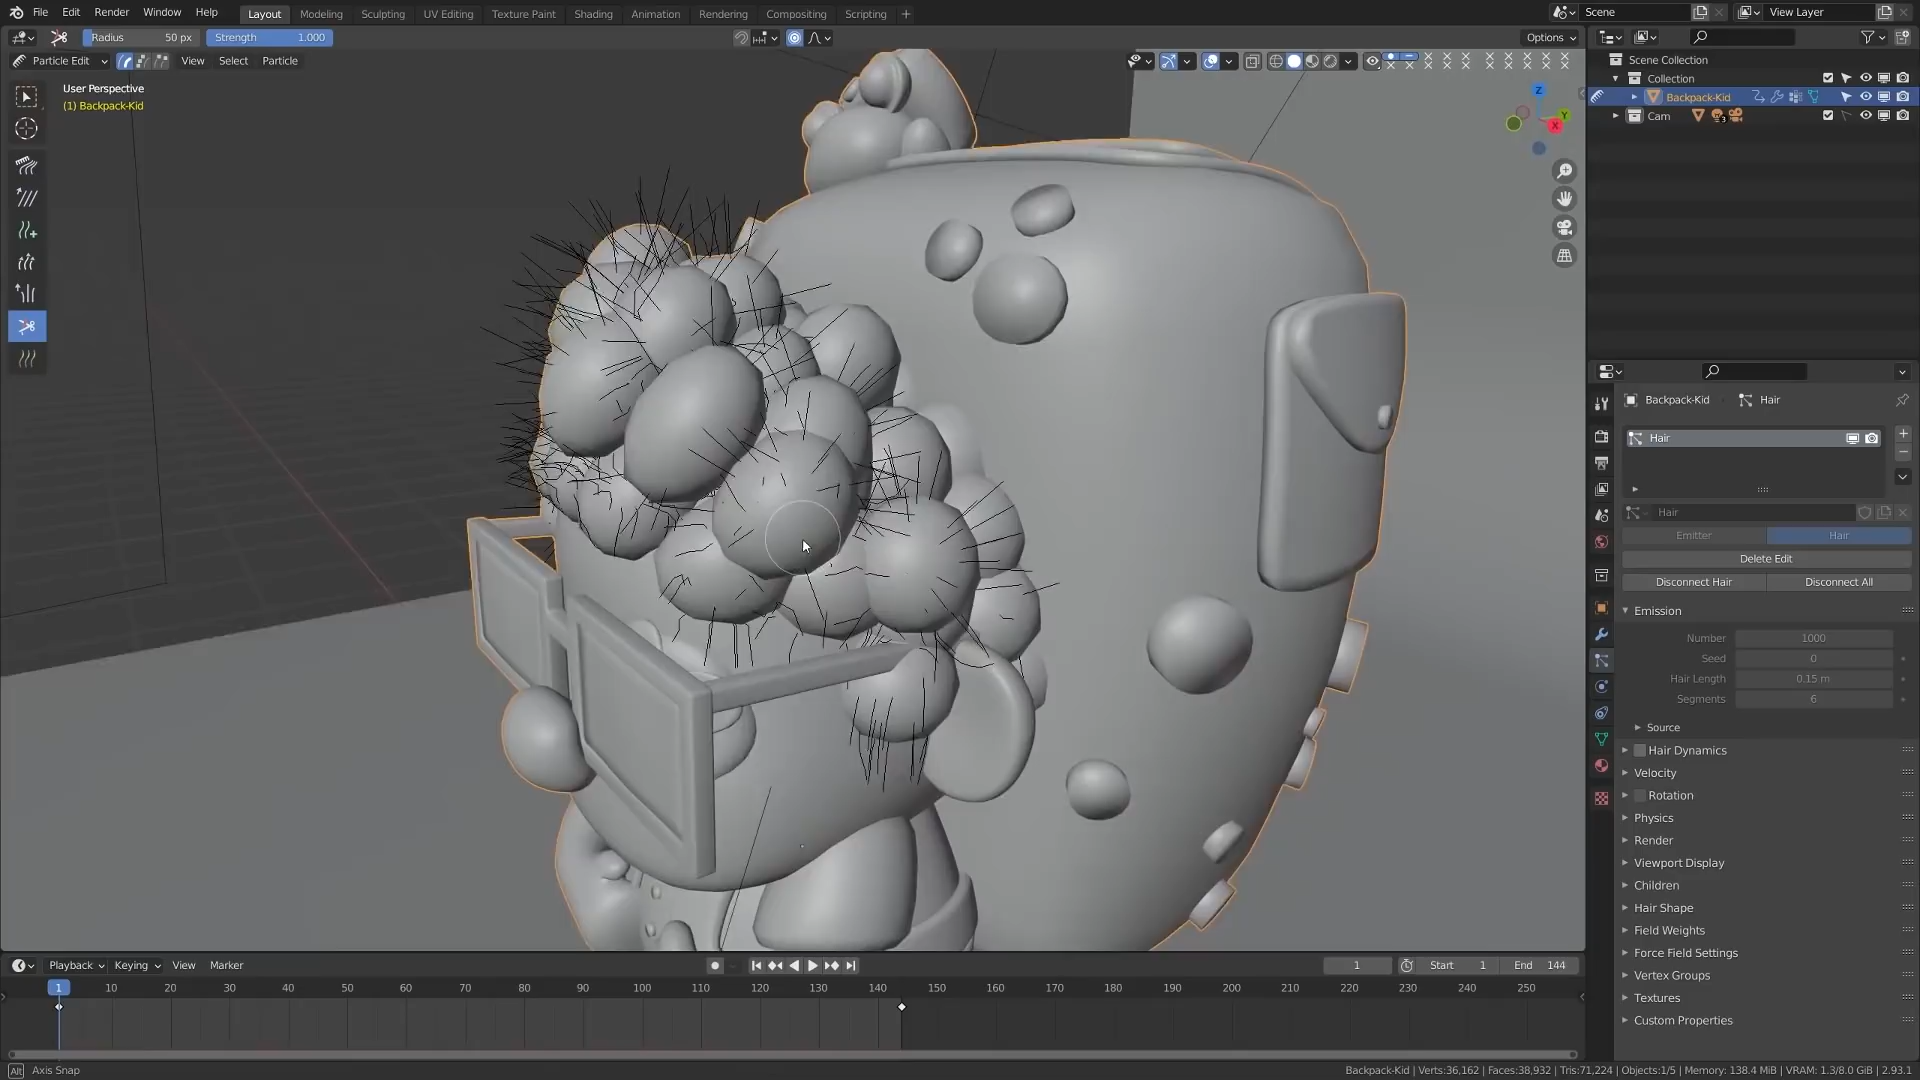 File Edit Render Window Help Layout Modeling Sculpting UV Editing Texture Paint Shading Animation Rendering Compositing Scripting + Scene View Layer
Radius 50 px Strength 1.000 Options
Particle Edit View Select Particle
User Perspective
(1) Backpack-Kid
Z
Y
X
Scene Collection
Collection
Backpack-Kid
Cam 3
Backpack-Kid Hair
Hair
Hair
Emitter Hair
Delete Edit
Disconnect Hair Disconnect All
Emission
Number 1000
Seed 0
Hair Length 0.15 m
Segments 6
Source
Hair Dynamics
Velocity
Rotation
Physics
Render
Viewport Display
Children
Hair Shape
Field Weights
Force Field Settings
Vertex Groups
Textures
Custom Properties
Playback Keying View Marker 1 Start 1 End 144
1 10 20 30 40 50 60 70 80 90 100 110 120 130 140 150 160 170 180 190 200 210 220 230 240 250
Alt Axis Snap Backpack-Kid | Verts:36,162 | Faces:38,932 | Tris:71,224 | Objects:1/5 | Memory: 138.4 MiB | VRAM: 1.3/8.0 GiB | 2.93.1